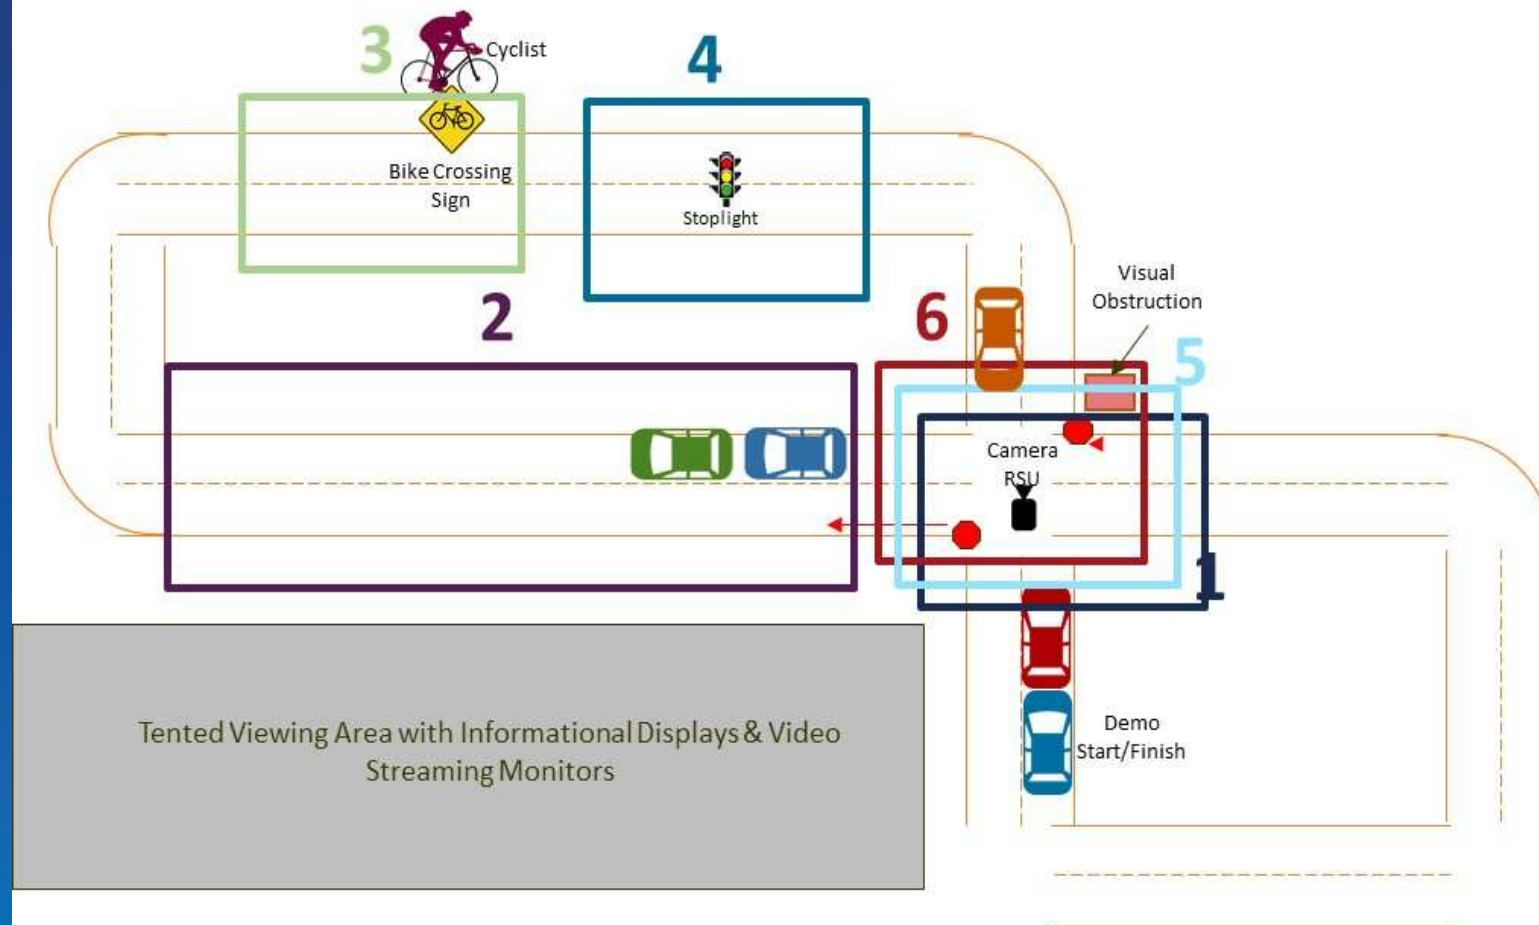 3
Cyclist
4
Bike Crossing
Sign
Stoplight
2
6
Visual
Obstruction
5
Camera
RSU
1
Tented Viewing Area with Informational Displays & Video
Streaming Monitors
Demo
Start/Finish